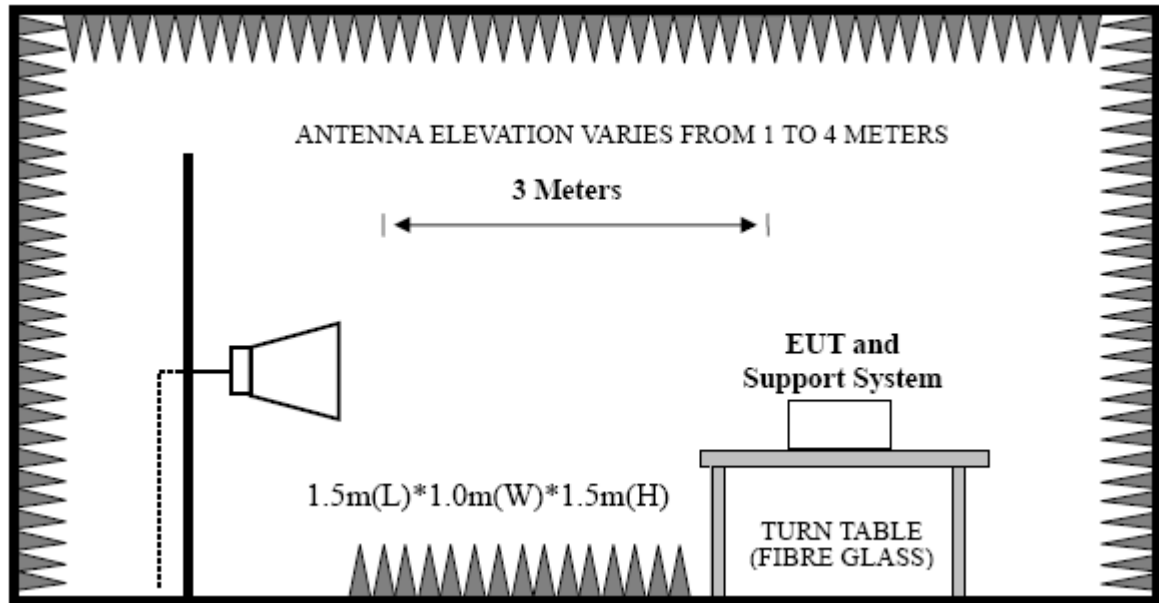 ANTENNA ELEVATION VARIES FROM 1 TO 4 METERS
3 Meters
EUT and
Support System
1.5m(L)*1.0m(W)*1.5m(H)
TURN TABLE
(FIBRE GLASS)